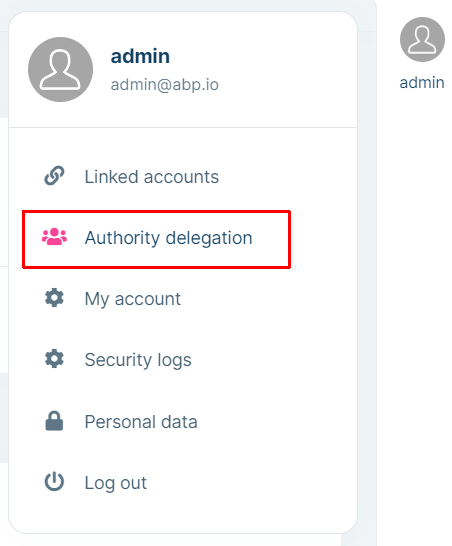 admin
admin@abp.io
admin
Linked accounts
Authority delegation
My account
Security logs
Personal data
Log out